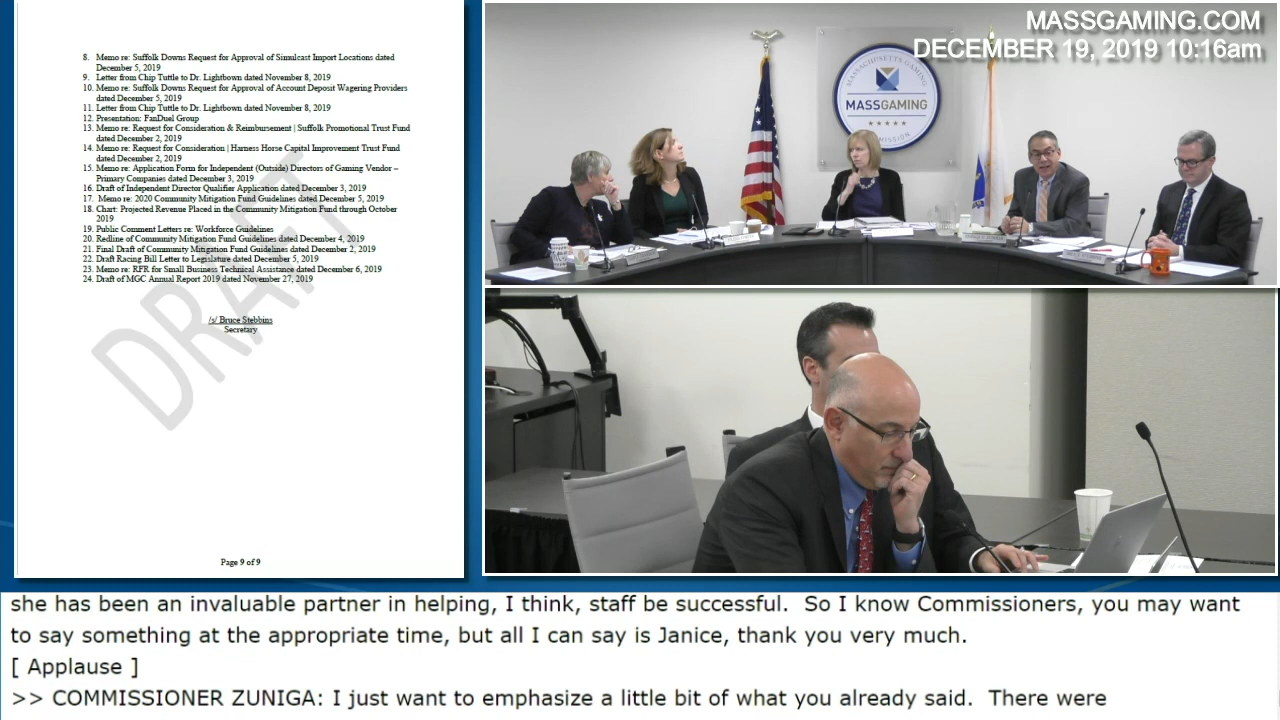 8. Memo re: Suffolk Downs Request for Approval of Simulcast Import Locations dated
December 5, 2019
9. Letter from Chip Tuttle to Dr. Lightbown dated November 8, 2019
10. Memo re: Suffolk Downs Request for Approval of Account Deposit Wagering Providers
dated December 5, 2019
11. Letter from Chip Tuttle to Dr. Lightbown dated November 8, 2019
12. Presentation: FanDuel Group
13. Memo re: Request for Consideration & Reimbursement | Suffolk Promotional Trust Fund
dated December 2, 2019
14. Memo re: Request for Consideration | Harness Horse Capital Improvement Trust Fund
dated December 2, 2019
15. Memo re: Application Form for Independent (Outside) Directors of Gaming Vendor –
Primary Companies dated December 3, 2019
16. Draft of Independent Director Qualifier Application dated December 3, 2019
17. Memo re: 2020 Community Mitigation Fund Guidelines dated December 5, 2019
18. Chart: Projected Revenue Placed in the Community Mitigation Fund through October
2019
19. Public Comment Letters re: Workforce Guidelines
20. Redline of Community Mitigation Fund Guidelines dated December 4, 2019
21. Final Draft of Community Mitigation Fund Guidelines dated December 2, 2019
22. Draft Racing Bill Letter to Legislature dated December 5, 2019
23. Memo re: RFR for Small Business Technical Assistance dated December 6, 2019
24. Draft of MGC Annual Report 2019 dated November 27, 2019
/s/ Bruce Stebbins
Secretary
DRAFT
Page 9 of 9
MASSGAMING.COM
DECEMBER 19, 2019 10:16am
MASSACHUSETTS GAMING
MASSGAMING
COMMISSION
she has been an invaluable partner in helping, I think, staff be successful. So I know Commissioners, you may want
to say something at the appropriate time, but all I can say is Janice, thank you very much.
[ Applause ]
>> COMMISSIONER ZUNIGA: I just want to emphasize a little bit of what you already said. There were